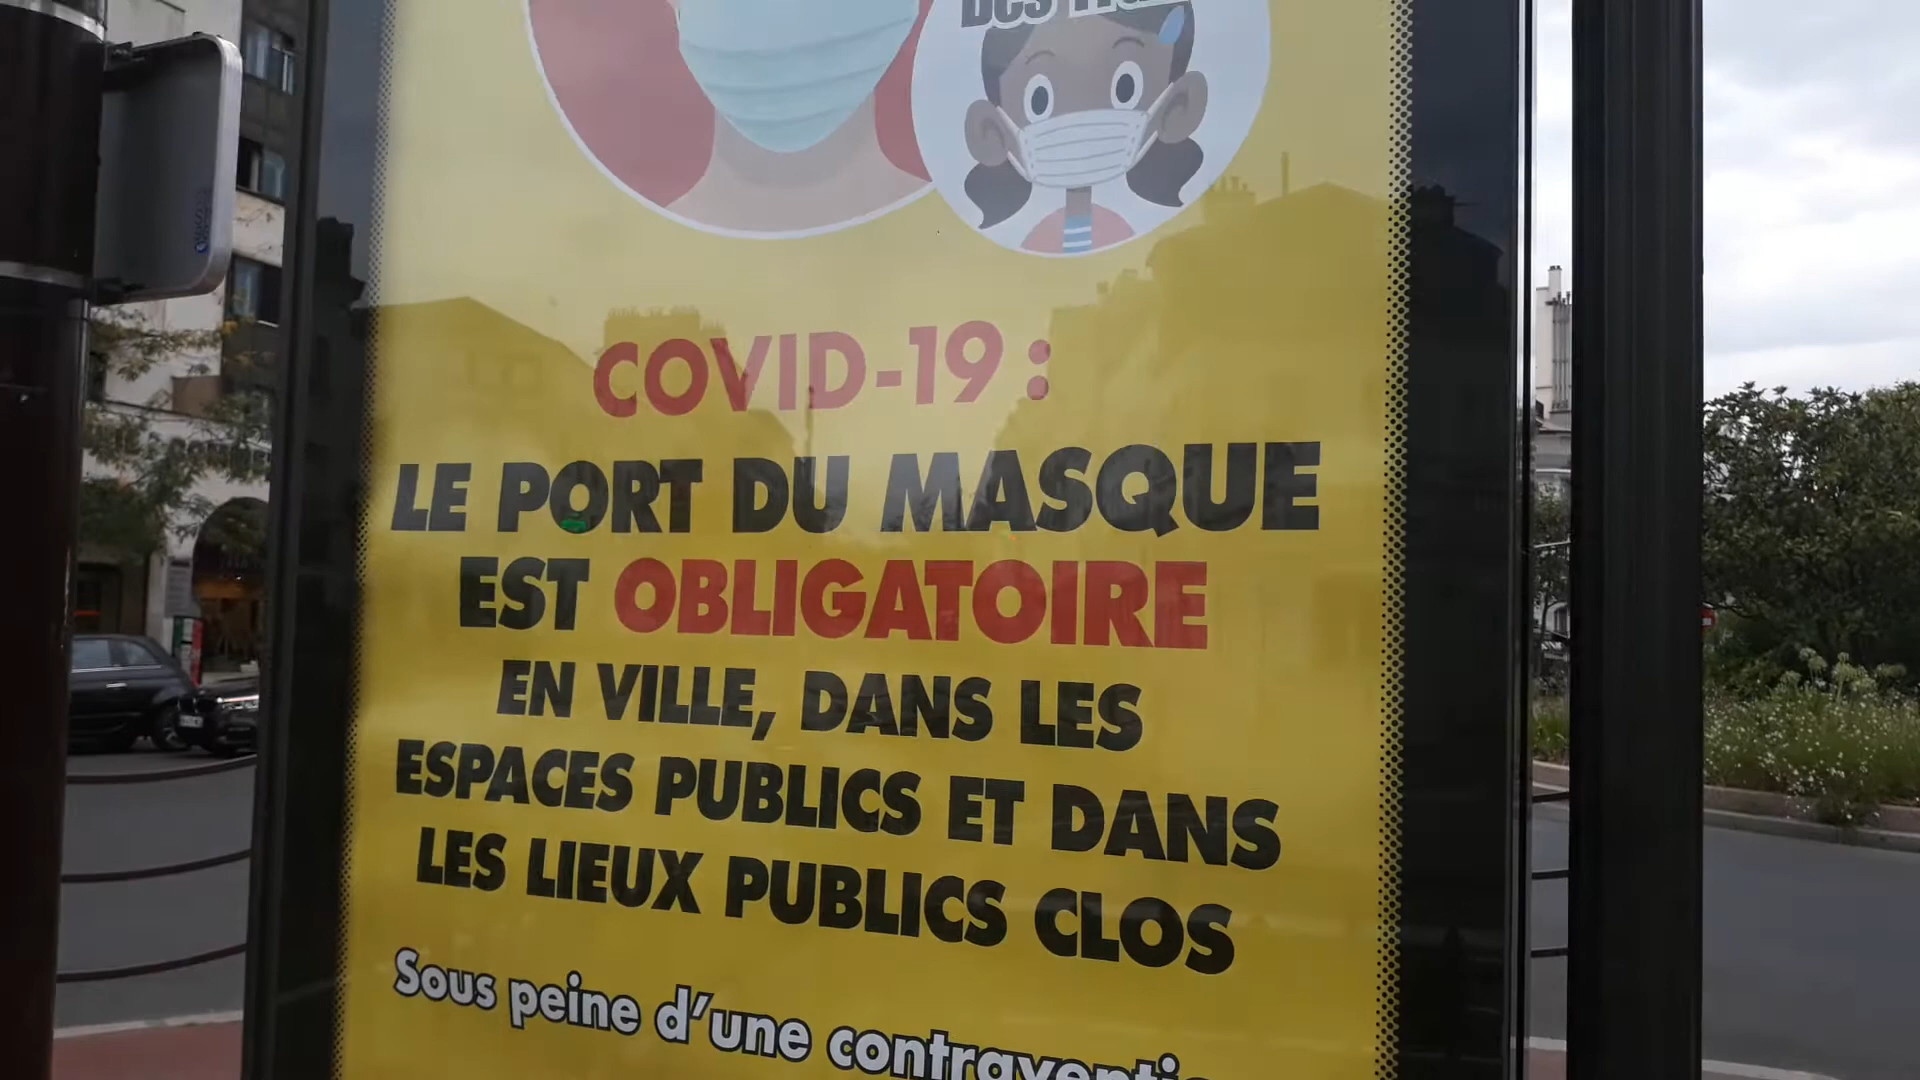 COVID-19 :
LE PORT DU MASQUE
EST OBLIGATOIRE
EN VILLE, DANS LES
ESPACES PUBLICS ET DANS
LES LIEUX PUBLICS CLOS
Sous peine d'une